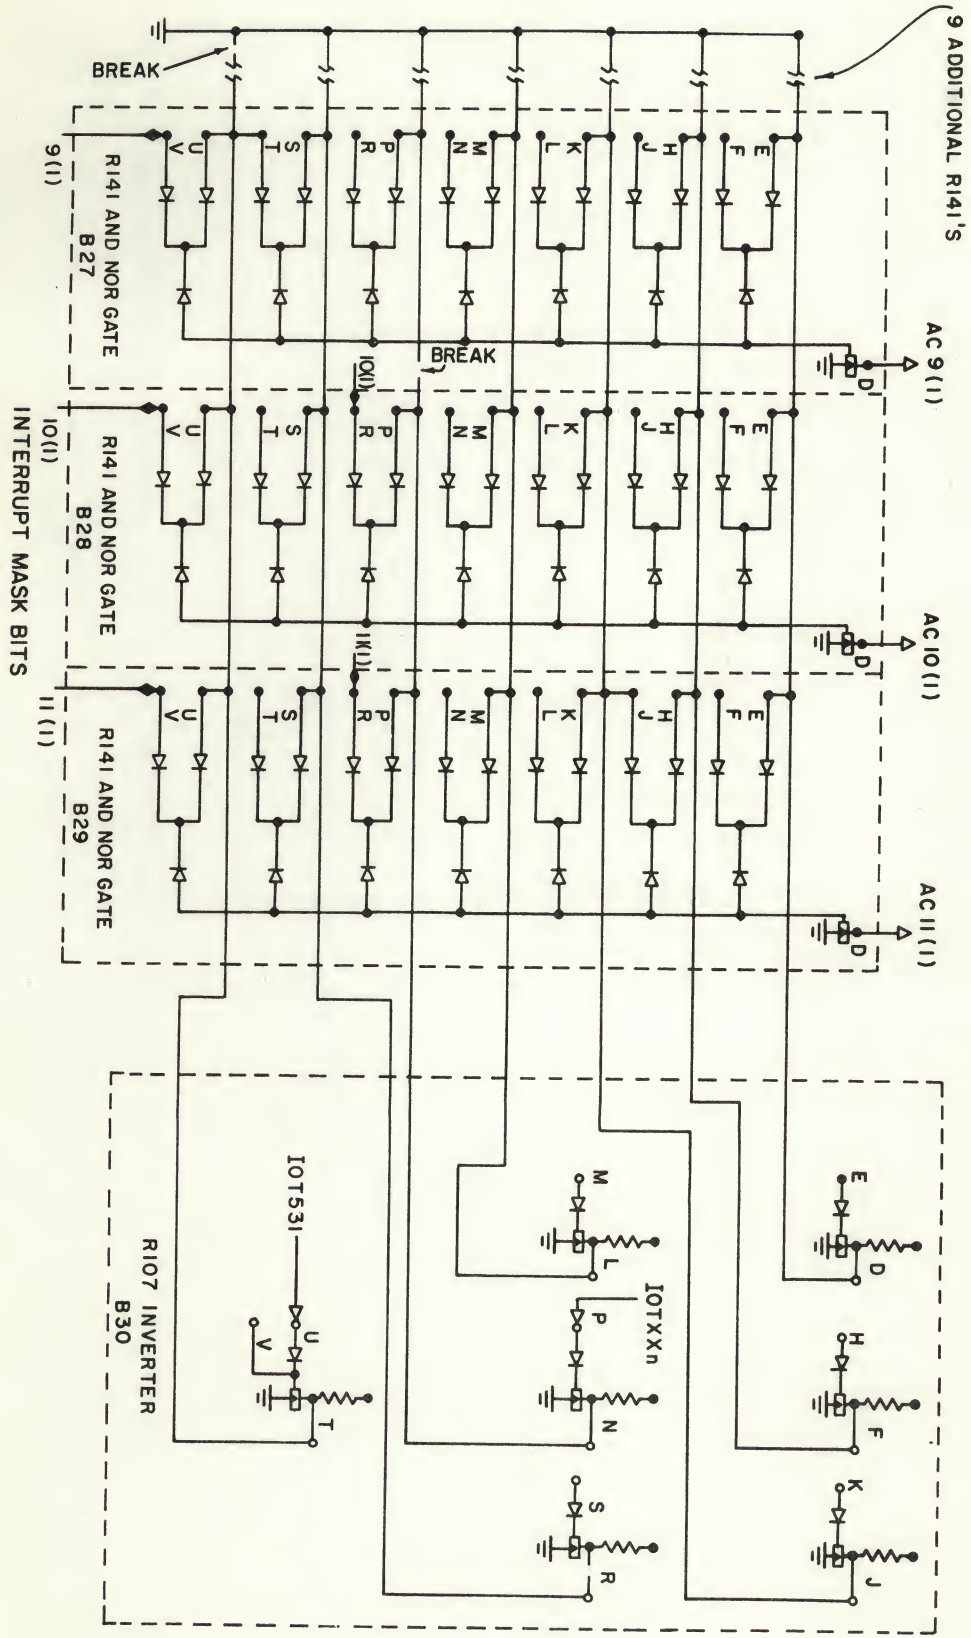 9 ADDITIONAL R141'S
BREAK
E
F
H
J
K
L
M
N
P
R
S
T
U
V
9(1)
R141 AND NOR GATE
B27
D
AC 9(1)
BREAK
10(1)
E
F
H
J
K
L
M
N
P
R
S
T
U
V
10(1)
R141 AND NOR GATE
B28
D
AC 10(1)
INTERRUPT MASK BITS
11(1)
E
F
H
J
K
L
M
N
P
R
S
T
U
V
11(1)
R141 AND NOR GATE
B29
D
AC 11(1)
E
D
H
F
K
J
M
L
IOTXXn
P
N
S
R
IOT531
U
V
T
R107 INVERTER
B30